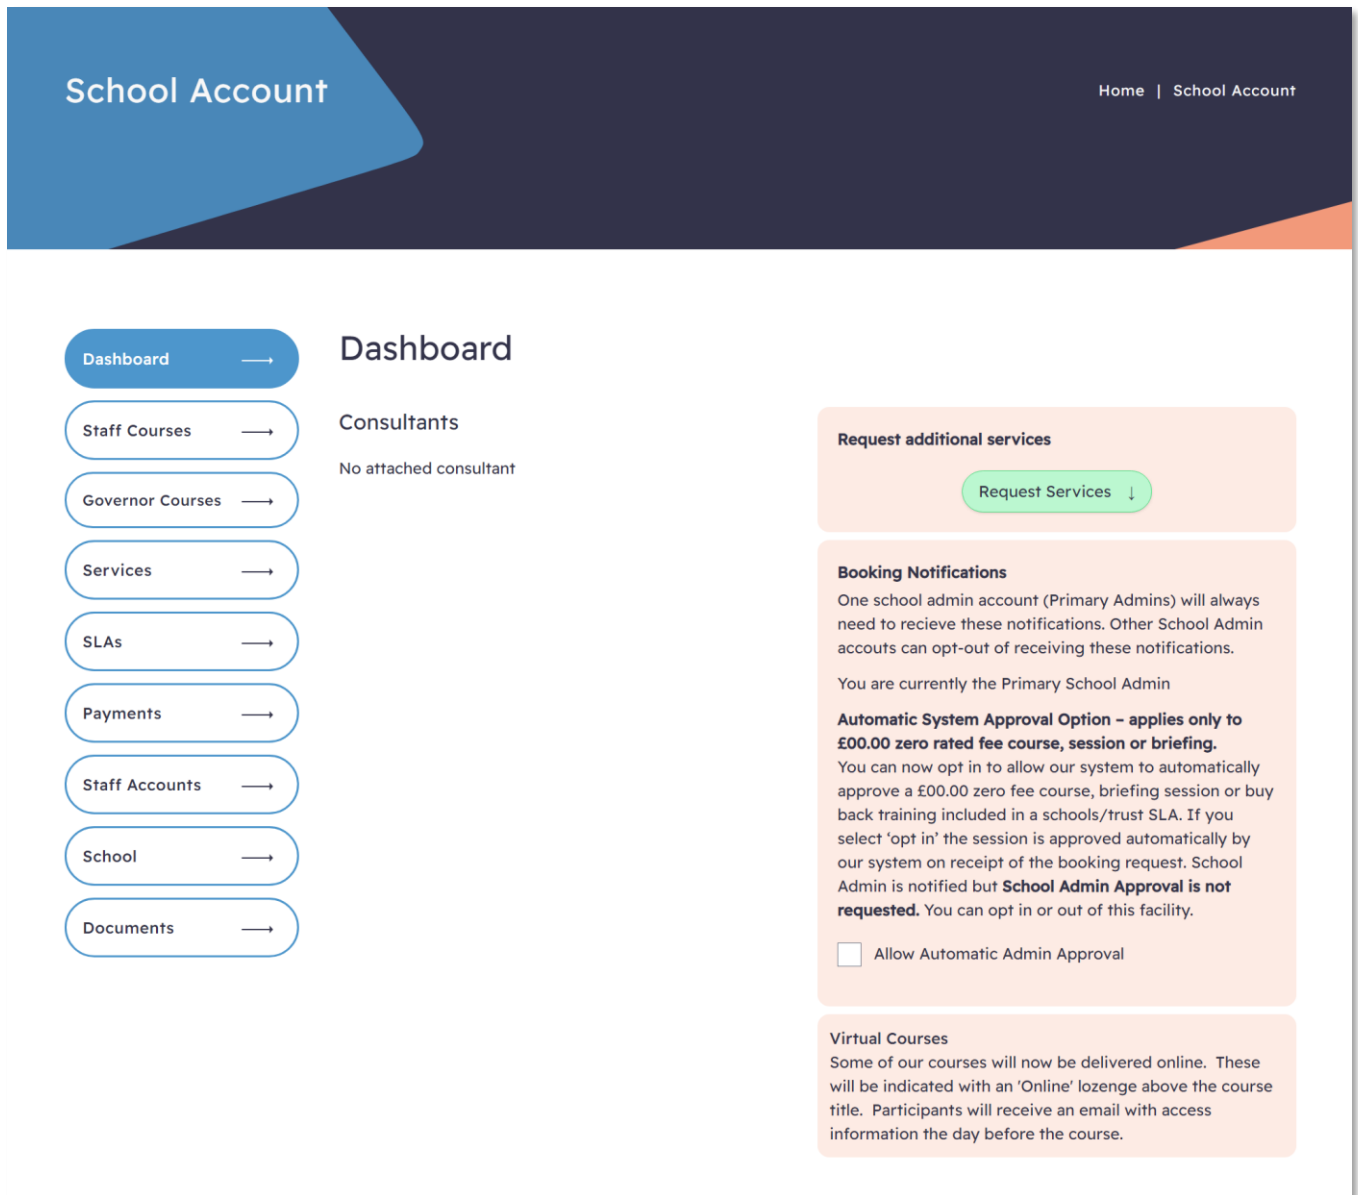 School Account
Home | School Account
Dashboard
Staff Courses
Governor Courses
Services
SLAs
Payments
Staff Accounts
School
Documents
Dashboard
Consultants
No attached consultant
Request additional services
Request Services ↓
Booking Notifications
One school admin account (Primary Admins) will always
need to recieve these notifications. Other School Admin
accouts can opt-out of receiving these notifications.
You are currently the Primary School Admin
Automatic System Approval Option – applies only to
£00.00 zero rated fee course, session or briefing.
You can now opt in to allow our system to automatically
approve a £00.00 zero fee course, briefing session or buy
back training included in a schools/trust SLA. If you
select ‘opt in’ the session is approved automatically by
our system on receipt of the booking request. School
Admin is notified but School Admin Approval is not
requested. You can opt in or out of this facility.
Allow Automatic Admin Approval
Virtual Courses
Some of our courses will now be delivered online. These
will be indicated with an 'Online' lozenge above the course
title. Participants will receive an email with access
information the day before the course.